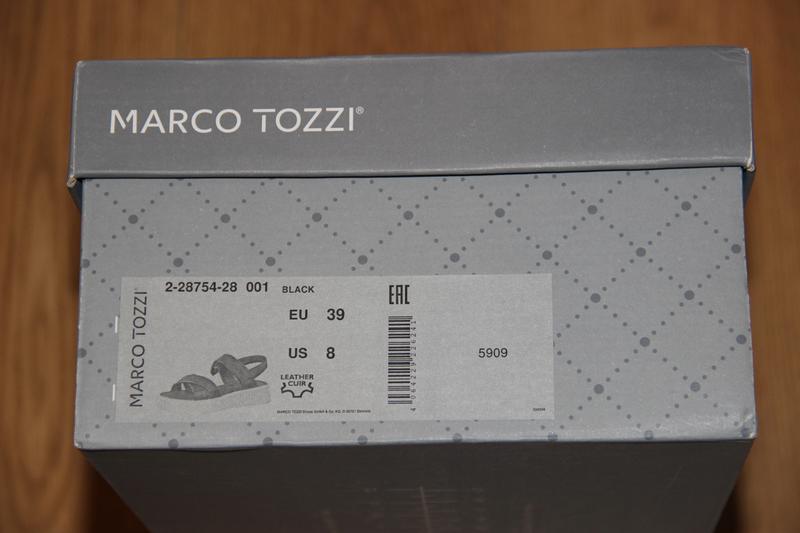 MARCO TOZZI®
MARCO TOZZI
2-28754-28 001 BLACK
EU 39
US 8
LEATHER
CUIR
EAC
5909